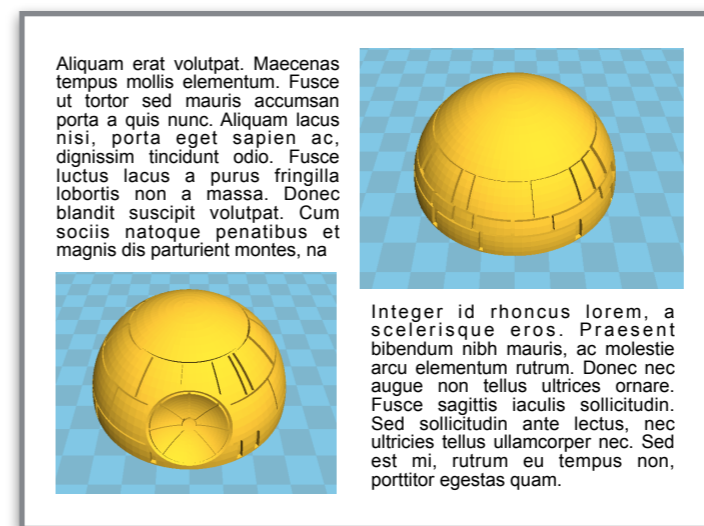 Aliquam erat volutpat. Maecenas
tempus mollis elementum. Fusce
ut tortor sed mauris accumsan
porta a quis nunc. Aliquam lacus
nisi, porta eget sapien ac,
dignissim tincidunt odio. Fusce
luctus lacus a purus fringilla
lobortis non a massa. Donec
blandit suscipit volutpat. Cum
sociis natoque penatibus et
magnis dis parturient montes, na
Integer id rhoncus lorem, a
scelerisque eros. Praesent
bibendum nibh mauris, ac molestie
arcu elementum rutrum. Donec nec
augue non tellus ultrices ornare.
Fusce sagittis iaculis sollicitudin.
Sed sollicitudin ante lectus, nec
ultricies tellus ullamcorper nec. Sed
est mi, rutrum eu tempus non,
porttitor egestas quam.